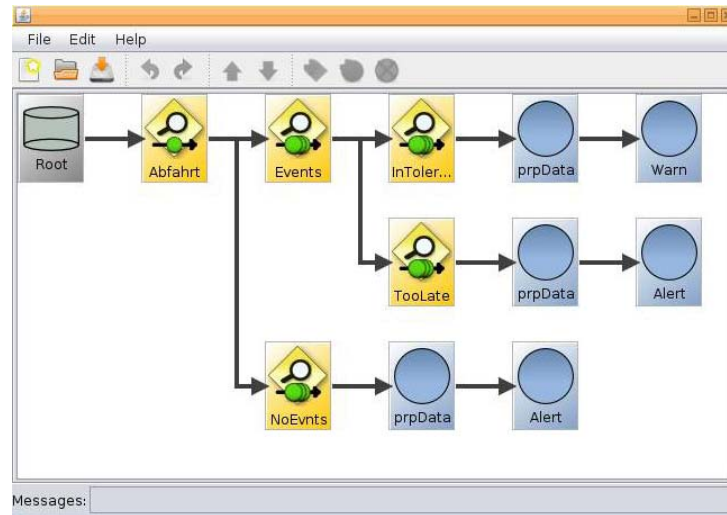 File Edit Help
Root
Abfahrt
Events
InToler...
prpData
Warn
TooLate
prpData
Alert
NoEvnts
prpData
Alert
Messages: